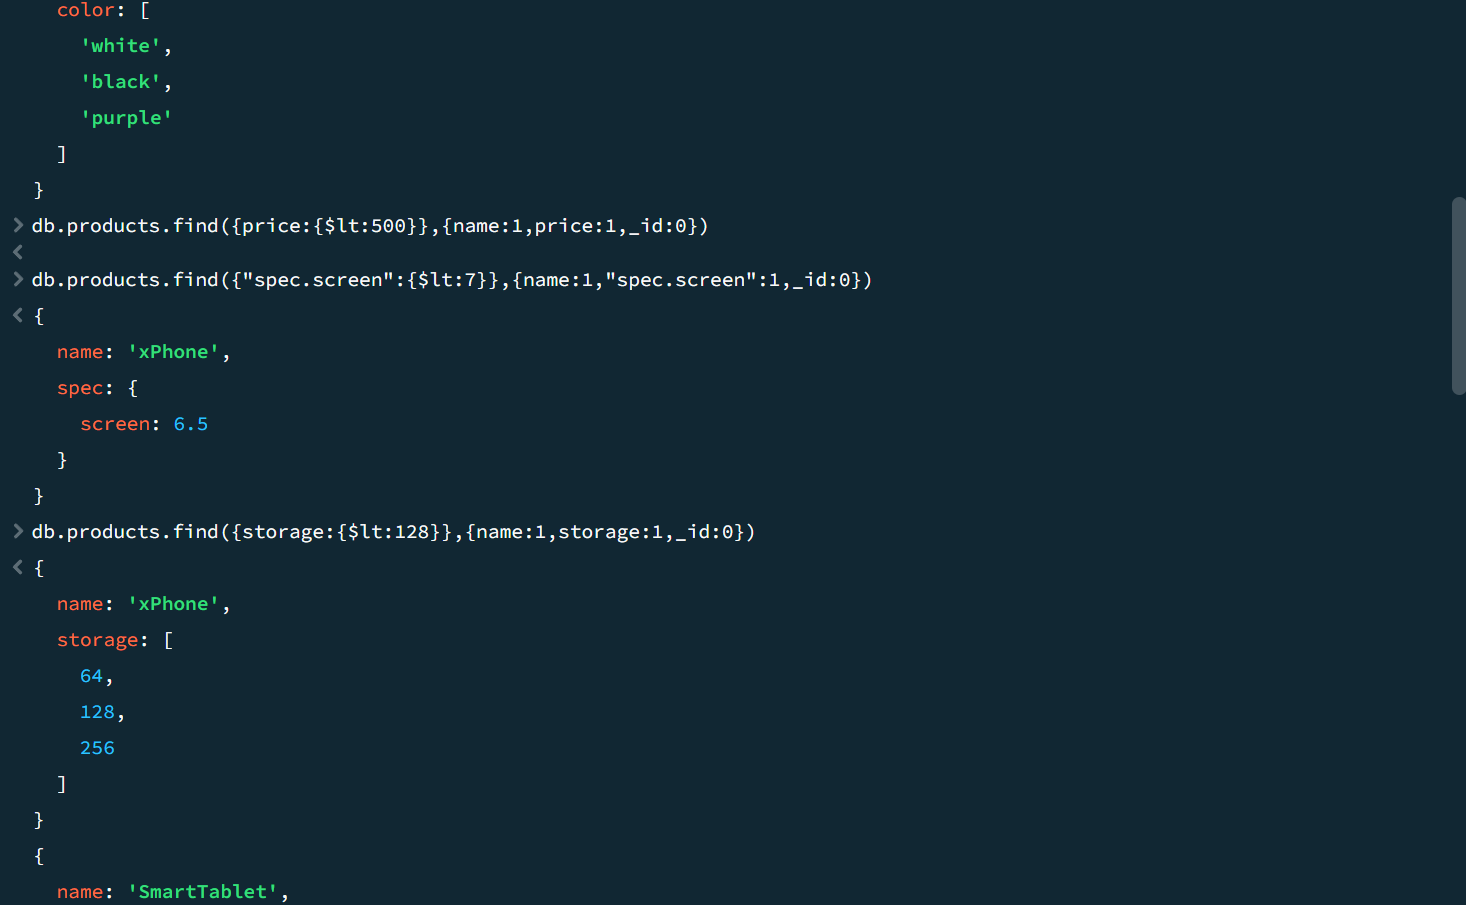 color: [
'white',
'black',
'purple'
]
}
> db.products.find({price:{$lt:500}},{name:1,price:1,_id:0})
<
> db.products.find({"spec.screen":{$lt:7}},{name:1,"spec.screen":1,_id:0})
< {
name: 'xPhone',
spec: {
screen: 6.5
}
}
> db.products.find({storage:{$lt:128}},{name:1,storage:1,_id:0})
< {
name: 'xPhone',
storage: [
64,
128,
256
]
}
{
name: 'SmartTablet',